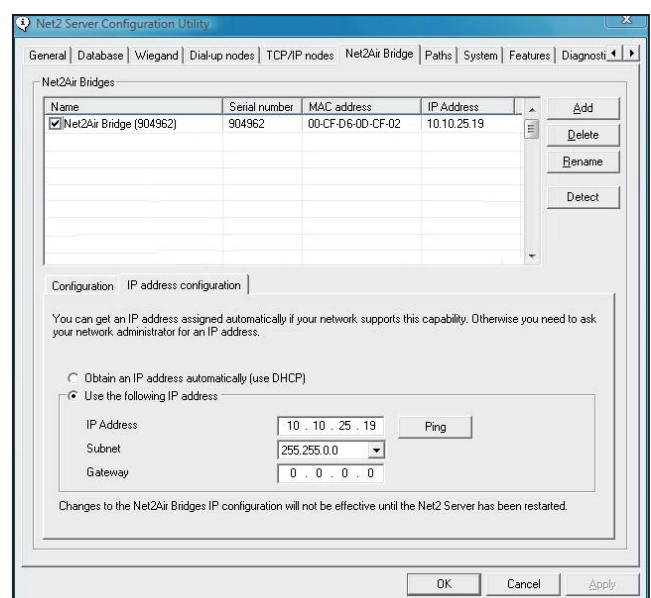 Net2 Server Configuration Utility
General Database Wiegand Dial-up nodes TCP/IP nodes Net2Air Bridge Paths System Features Diagnosti
Net2Air Bridges
Name Serial number MAC address IP Address
Net2Air Bridge (904962) 904962 00-CF-D6-0D-CF-02 10.10.25.19
Add
Delete
Rename
Detect
Configuration IP address configuration
You can get an IP address assigned automatically if your network supports this capability. Otherwise you need to ask
your network administrator for an IP address.
Obtain an IP address automatically (use DHCP)
Use the following IP address
IP Address 10 . 10 . 25 . 19 Ping
Subnet 255.255.0.0
Gateway 0 . 0 . 0 . 0
Changes to the Net2Air Bridges IP configuration will not be effective until the Net2 Server has been restarted.
OK Cancel Apply